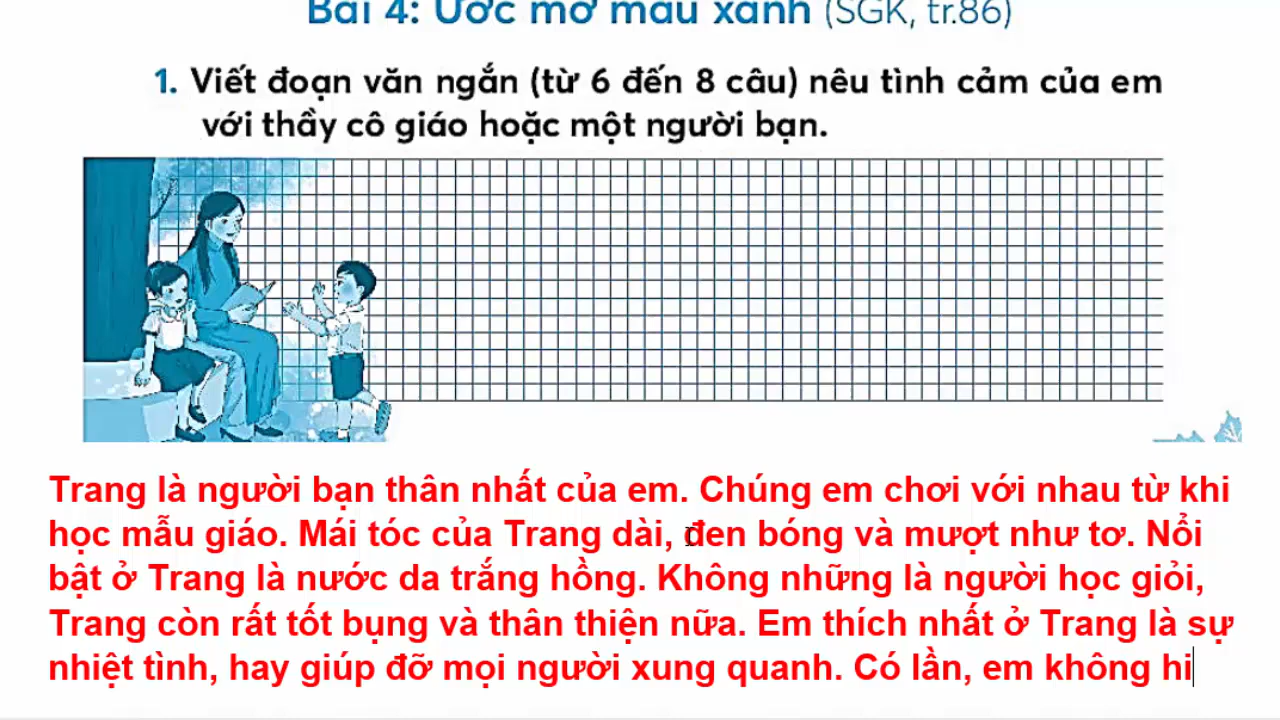 Bài 4: Ước mơ màu xanh (SGK, tr.86)
1. Viết đoạn văn ngắn (từ 6 đến 8 câu) nêu tình cảm của em
với thầy cô giáo hoặc một người bạn.
Trang là người bạn thân nhất của em. Chúng em chơi với nhau từ khi
học mẫu giáo. Mái tóc của Trang dài, đen bóng và mượt như tơ. Nổi
bật ở Trang là nước da trắng hồng. Không những là người học giỏi,
Trang còn rất tốt bụng và thân thiện nữa. Em thích nhất ở Trang là sự
nhiệt tình, hay giúp đỡ mọi người xung quanh. Có lần, em không hi